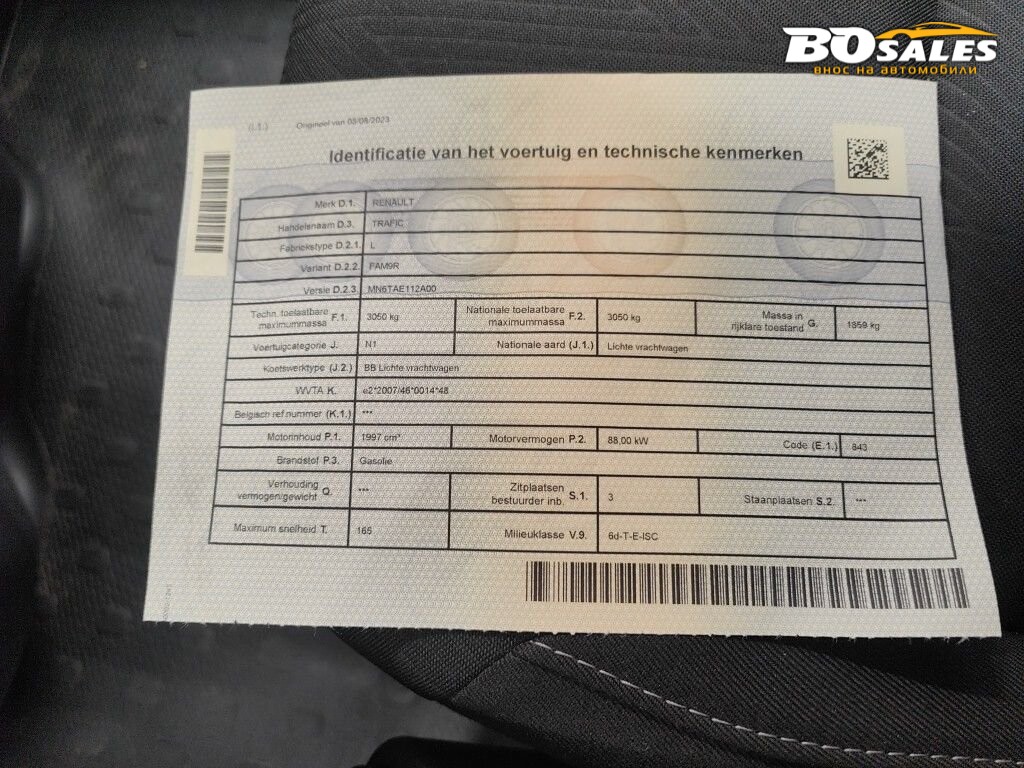 BOSALES
внос на автомобили
(I.1.) Origineel van 03/08/2023
Identificatie van het voertuig en technische kenmerken
Merk D.1. RENAULT
Handelsnaam D.3. TRAFIC
Fabriekstype D.2.1. L
Variant D.2.2. FAM9R
Versie D.2.3. MN6TAE112A00
Techn. toelaatbare maximummassa F.1. 3050 kg Nationale toelaatbare maximummassa F.2. 3050 kg Massa in rijklare toestand G. 1859 kg
Voertuigcategorie J. N1 Nationale aard (J.1.) Lichte vrachtwagen
Koetswerktype (J.2.) BB Lichte vrachtwagen
WVTA K. e2*2007/46*0014*48
Belgisch ref.nummer (K.1.) ***
Motorinhoud P.1. 1997 cm³ Motorvermogen P.2. 88,00 kW Code (E.1.) 843
Brandstof P.3. Gasolie
Verhouding vermogen/gewicht Q. *** Zitplaatsen bestuurder inb. S.1. 3 Staanplaatsen S.2. ***
Maximum snelheid T. 165 Milieuklasse V.9. 6d-T-E-ISC